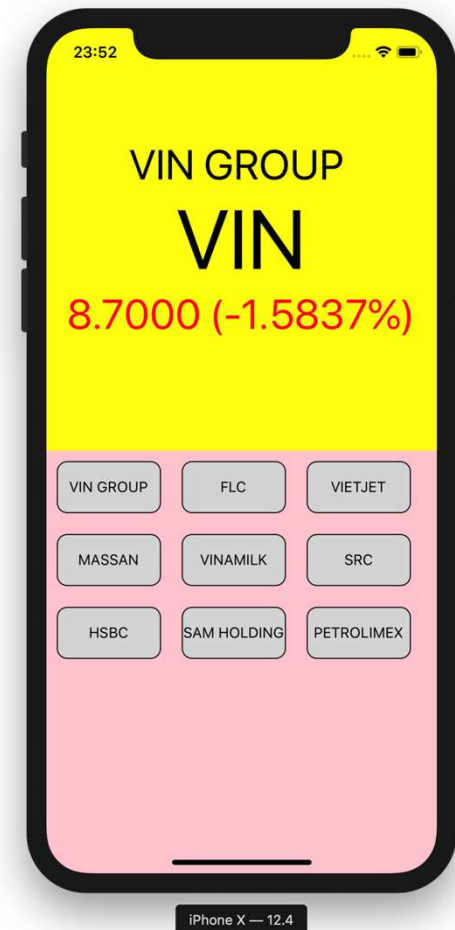 23:52
VIN GROUP
VIN
8.7000 (-1.5837%)
VIN GROUP FLC VIETJET
MASSAN VINAMILK SRC
HSBC SAM HOLDING PETROLIMEX
iPhone X — 12.4